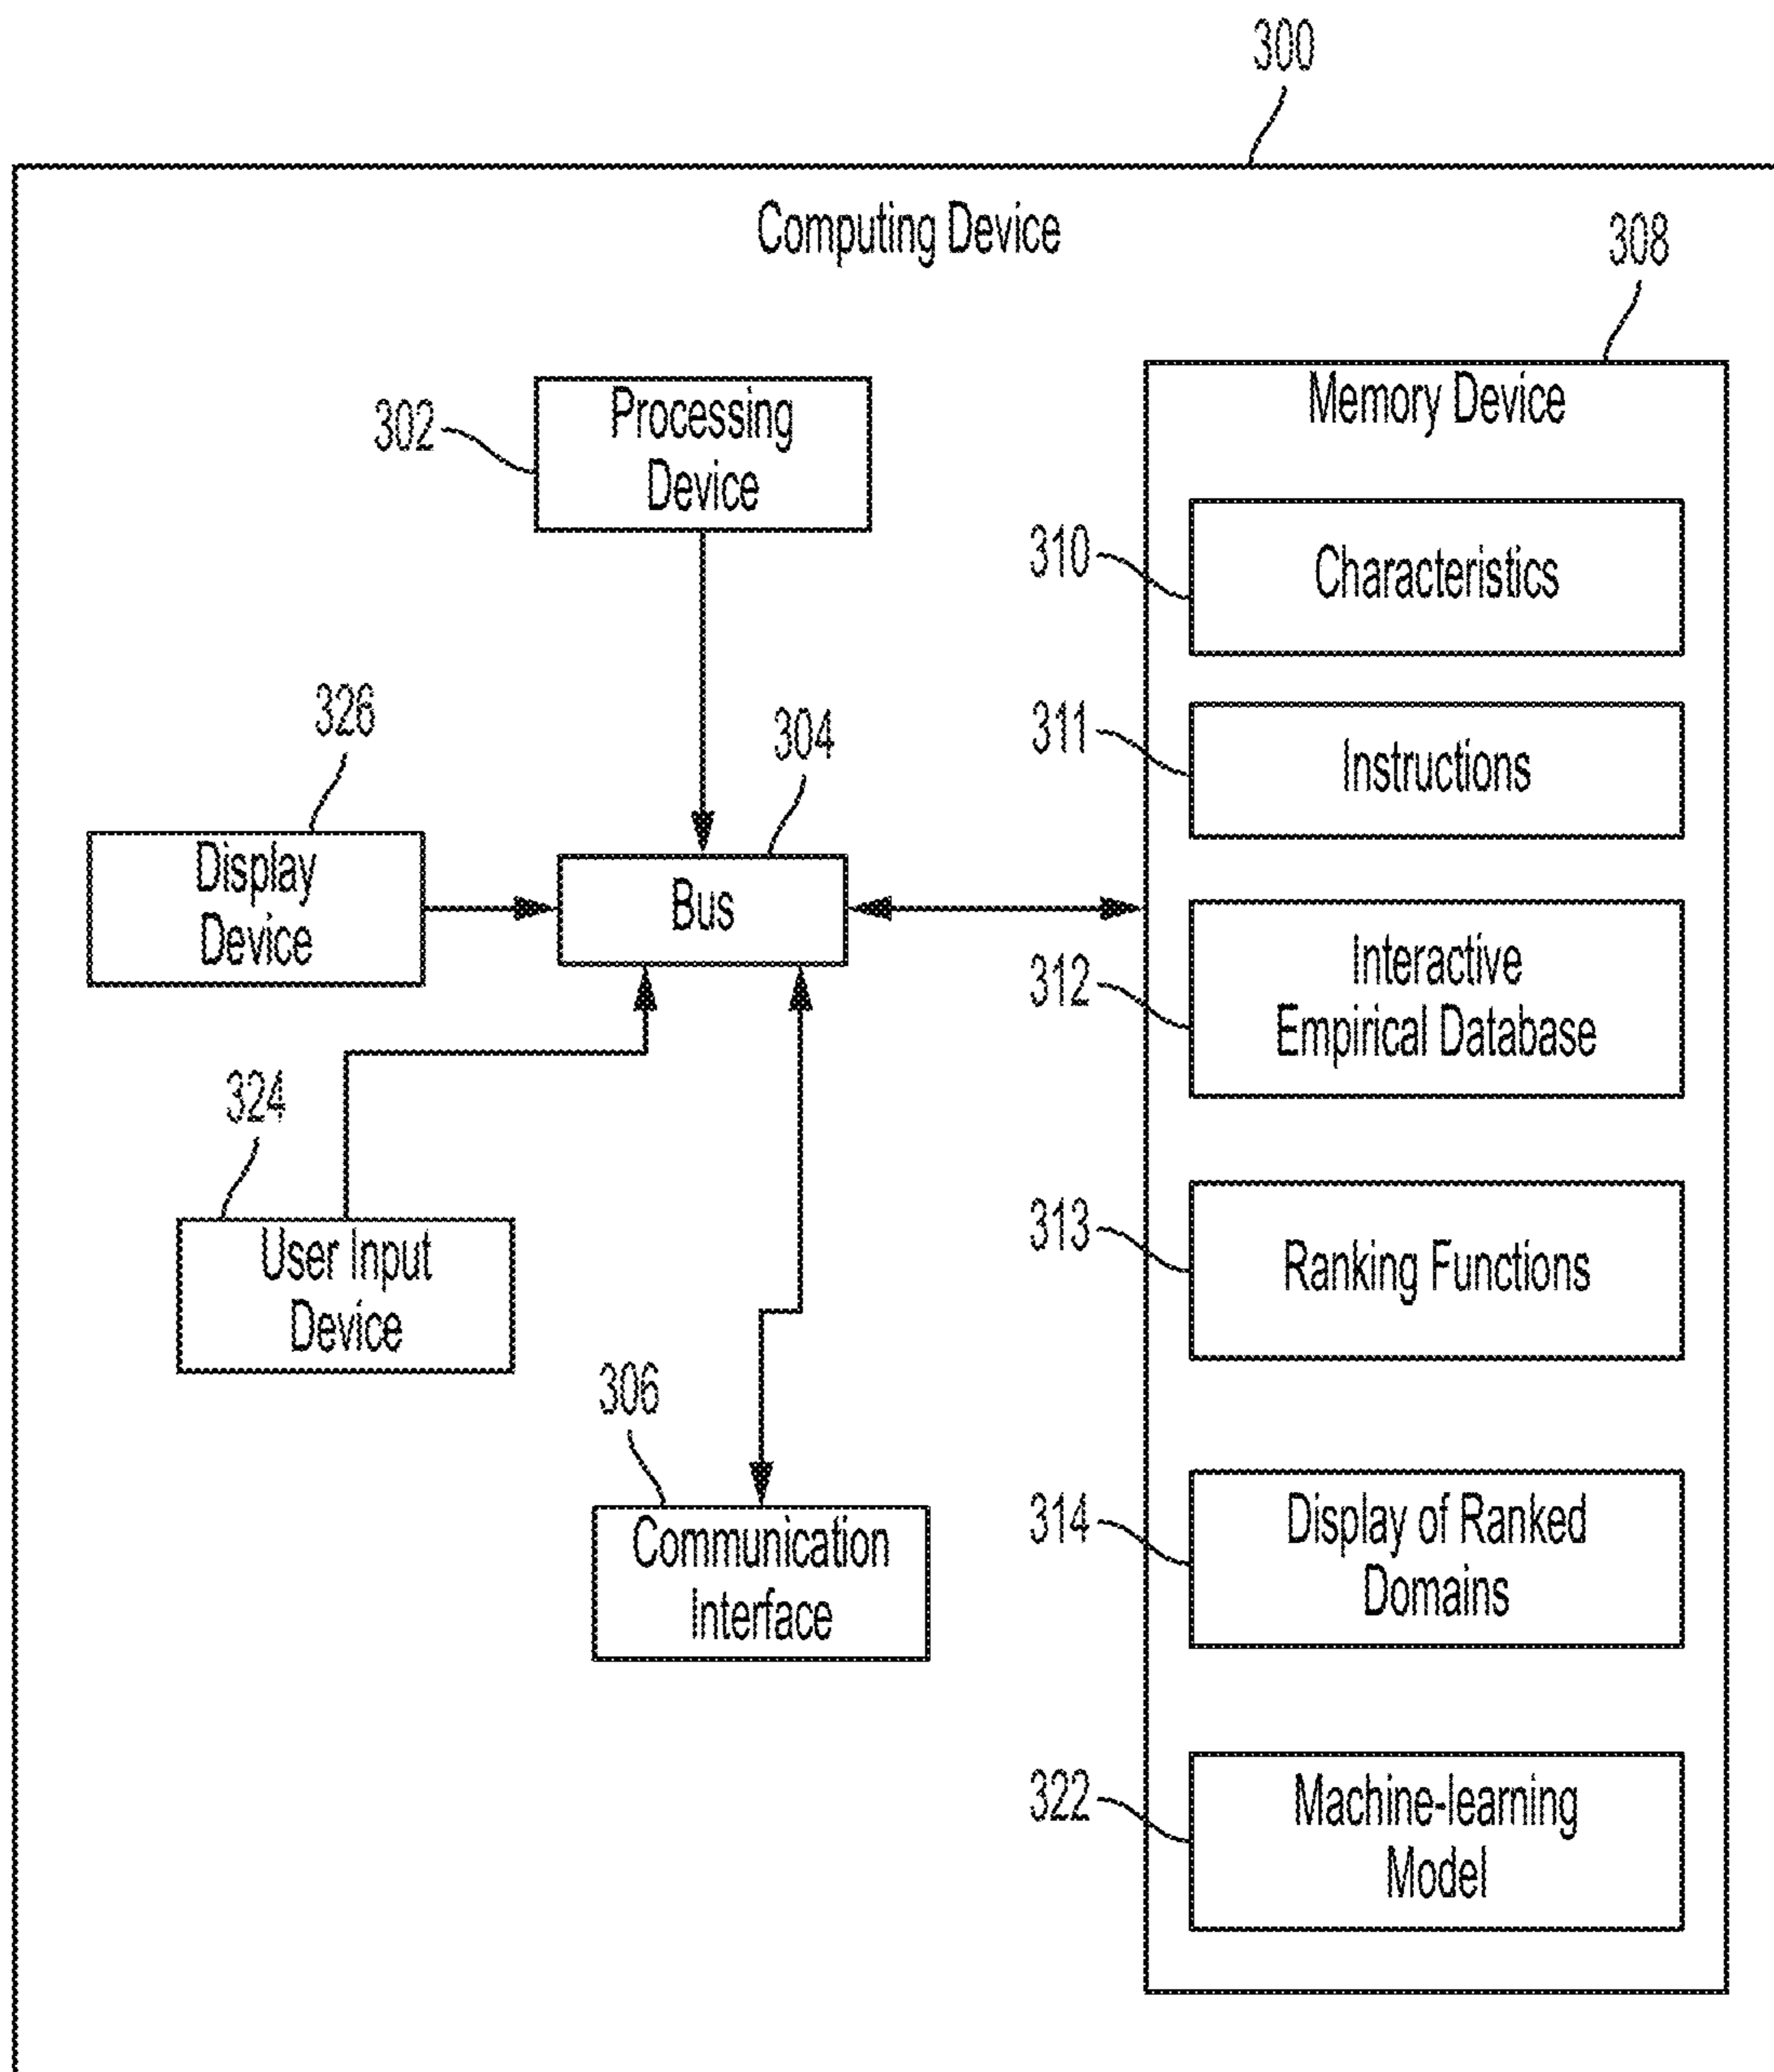 300
Computing Device
308
Memory Device
Processing
Device
302
310
Characteristics
326
304
311
Instructions
Display
Device
Bus
312
Interactive
Empirical Database
324
User Input
Device
313
Ranking Functions
306
Communication
Interface
314
Display of Ranked
Domains
322
Machine-learning
Model